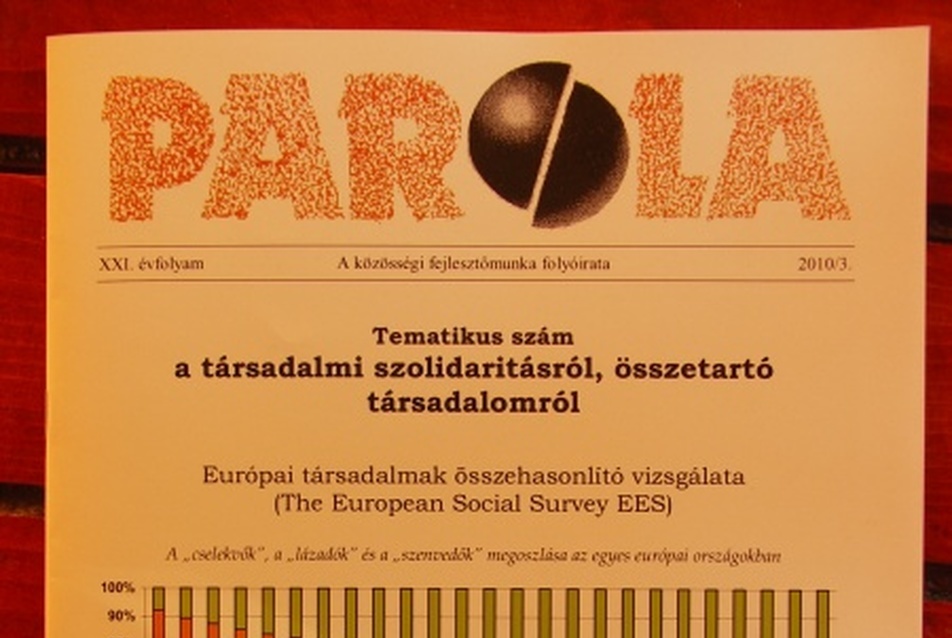 PAROLA
XXI. évfolyam A közösségi fejlesztőmunka folyóirata 2010/3.
Tematikus szám
a társadalmi szolidaritásról, összetartó
társadalomról
Európai társadalmak összehasonlító vizsgálata
(The European Social Survey EES)
A „cselekvők”, a „lázadók” és a „szenvedők” megoszlása az egyes európai országokban
100%
90%